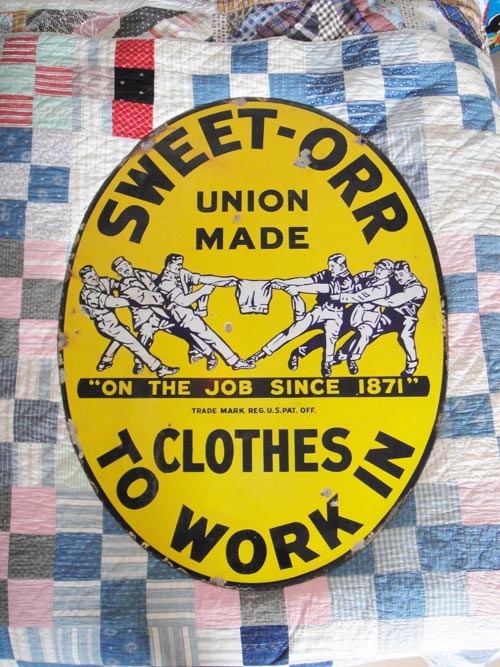 SWEET-ORR
UNION
MADE
"ON THE JOB SINCE 1871"
TRADE MARK REG. U.S. PAT. OFF.
CLOTHES
TO WORK IN